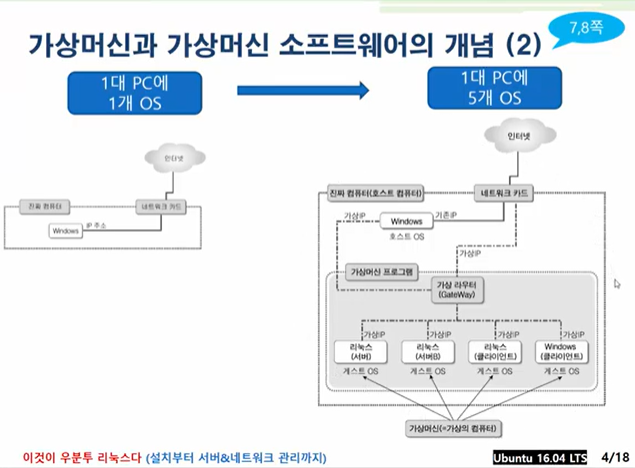 가상머신과 가상머신 소프트웨어의 개념 (2)
7,8쪽
1대 PC에
1개 OS
1대 PC에
5개 OS
인터넷
진짜 컴퓨터
네트워크 카드
Windows
IP 주소
인터넷
진짜 컴퓨터(호스트 컴퓨터)
네트워크 카드
가상IP
Windows
기존IP
호스트 OS
가상IP
가상머신 프로그램
가상 라우터
(GateWay)
가상IP
가상IP
가상IP
가상IP
리눅스
(서버)
리눅스
(서버B)
리눅스
(클라이언트)
Windows
(클라이언트)
게스트 OS
게스트 OS
게스트 OS
게스트 OS
가상머신(=가상의 컴퓨터)
이것이 우분투 리눅스다 (설치부터 서버&네트워크 관리까지)
Ubuntu 16.04 LTS
4/18